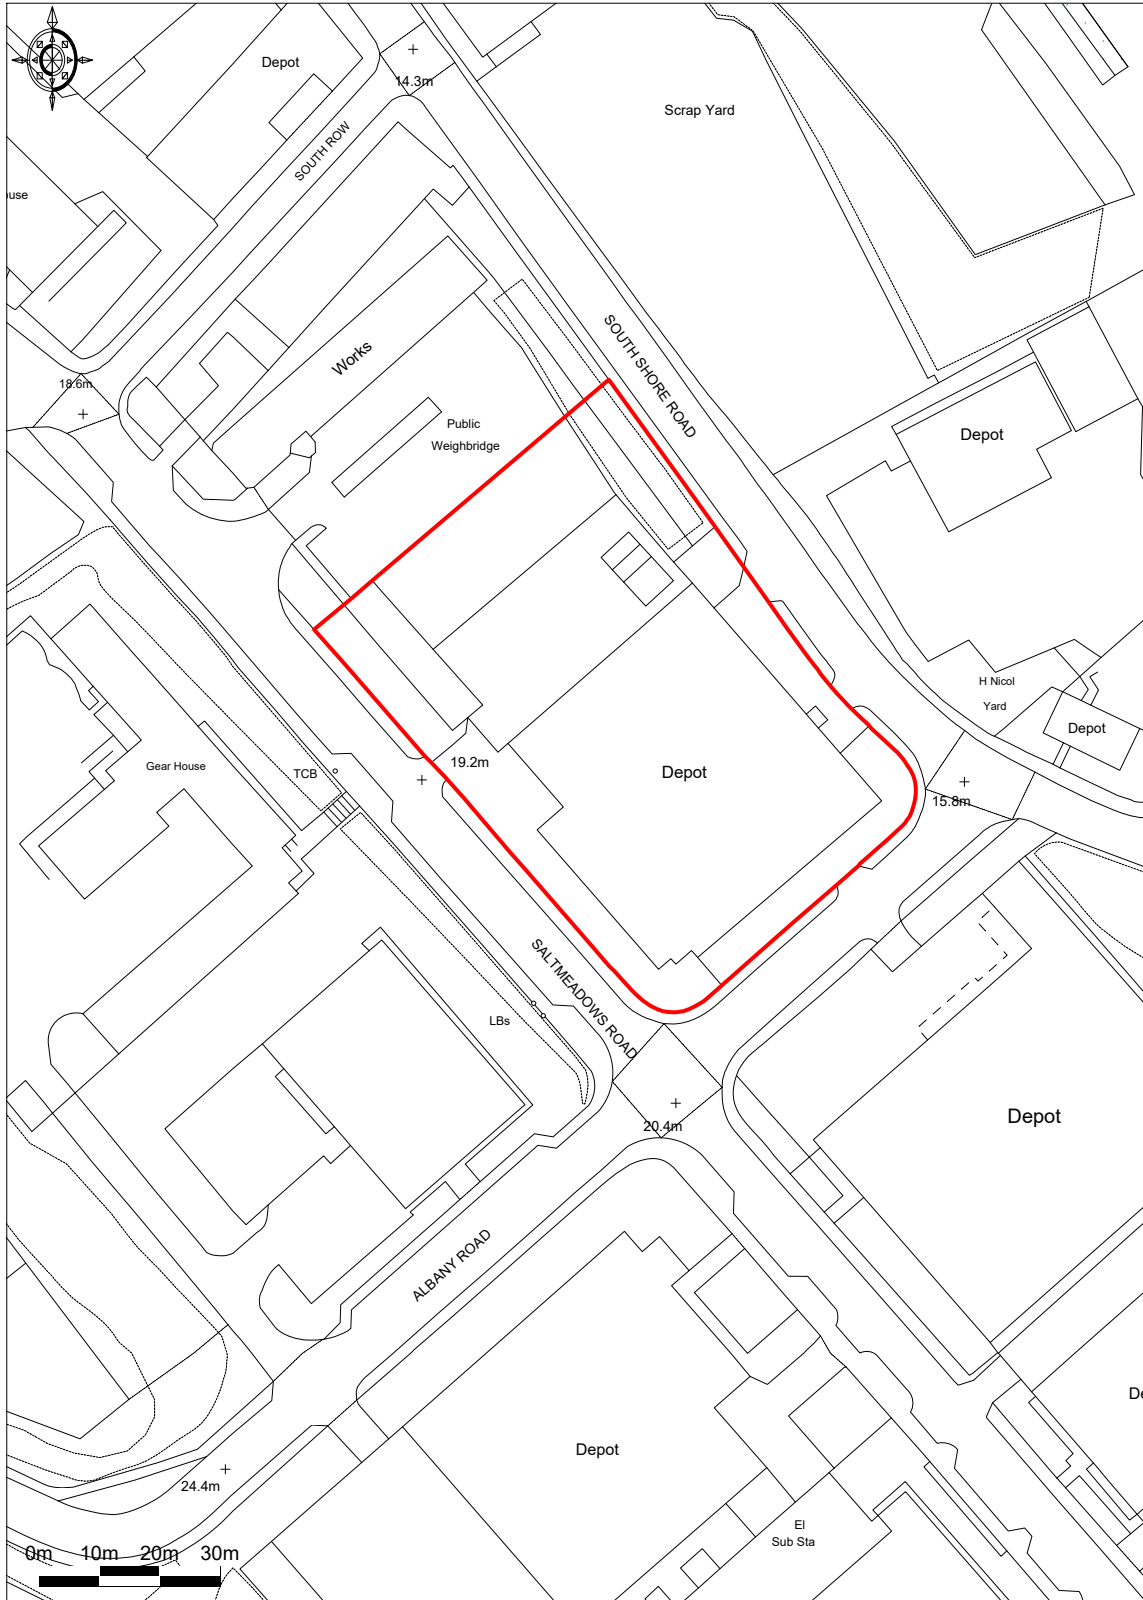 Depot
14.3m
Scrap Yard
SOUTH ROW
use
SOUTH SHORE ROAD
Works
18.6m
Public
Weighbridge
Depot
H Nicol
Yard
Depot
19.2m
Gear House
TCB
Depot
15.8m
SALTMEADOWS ROAD
LBs
20.4m
Depot
ALBANY ROAD
De
Depot
24.4m
El
Sub Sta
0m 10m 20m 30m